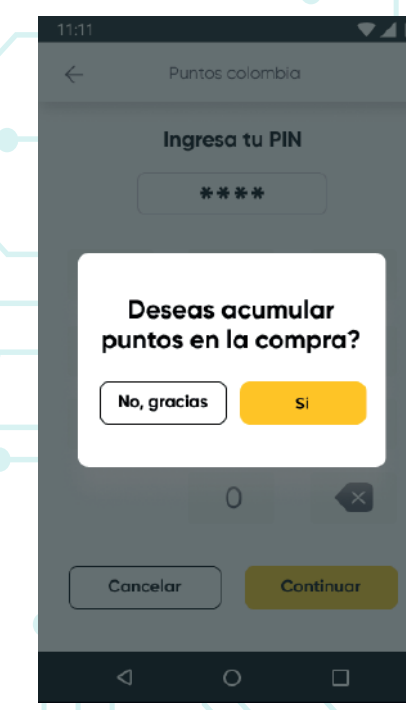 11:11
Puntos colombia
Ingresa tu PIN
****
Deseas acumular
puntos en la compra?
No, gracias
Si
0
Cancelar
Continuar